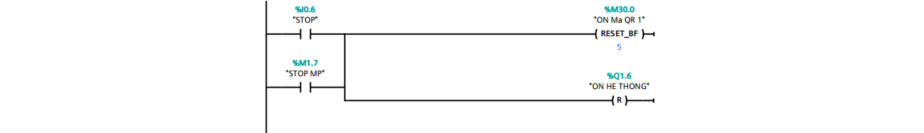 %I0.6
"STOP"
%M30.0
"ON Ma QR 1"
RESET_BF
5
%M1.7
"STOP MP"
%Q1.6
"ON HE THONG"
R